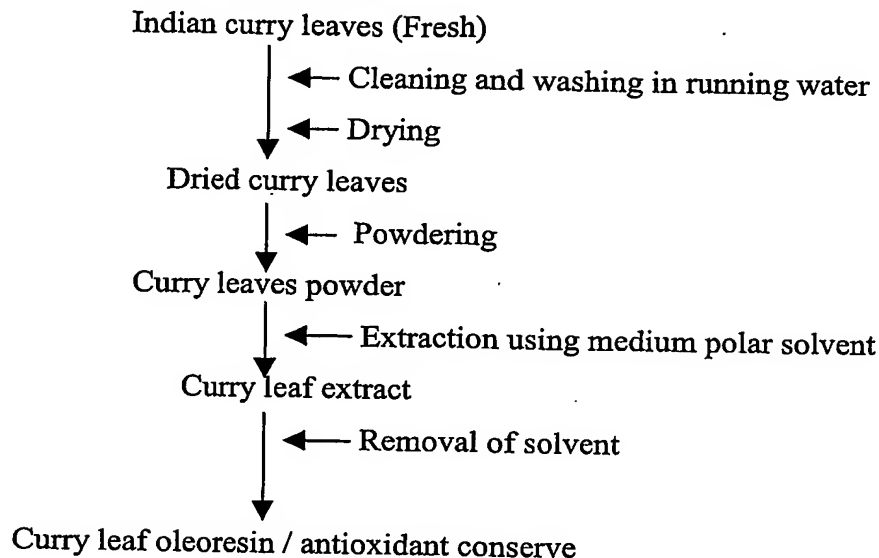 Indian curry leaves (Fresh)
Cleaning and washing in running water
Drying
Dried curry leaves
Powdering
Curry leaves powder
Extraction using medium polar solvent
Curry leaf extract
Removal of solvent
Curry leaf oleoresin / antioxidant conserve